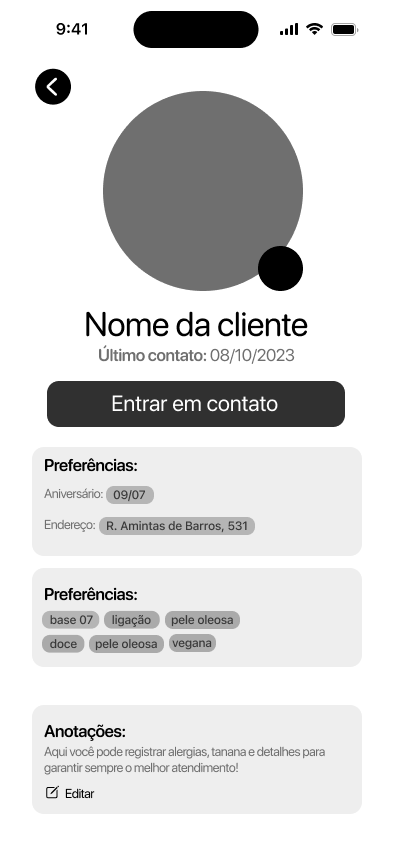 9:41
Nome da cliente
Último contato: 08/10/2023
Entrar em contato
Preferências:
Aniversário: 09/07
Endereço: R. Amintas de Barros, 531
Preferências:
base 07 ligação pele oleosa
doce pele oleosa vegana
Anotações:
Aqui você pode registrar alergias, tanana e detalhes para
garantir sempre o melhor atendimento!
Editar